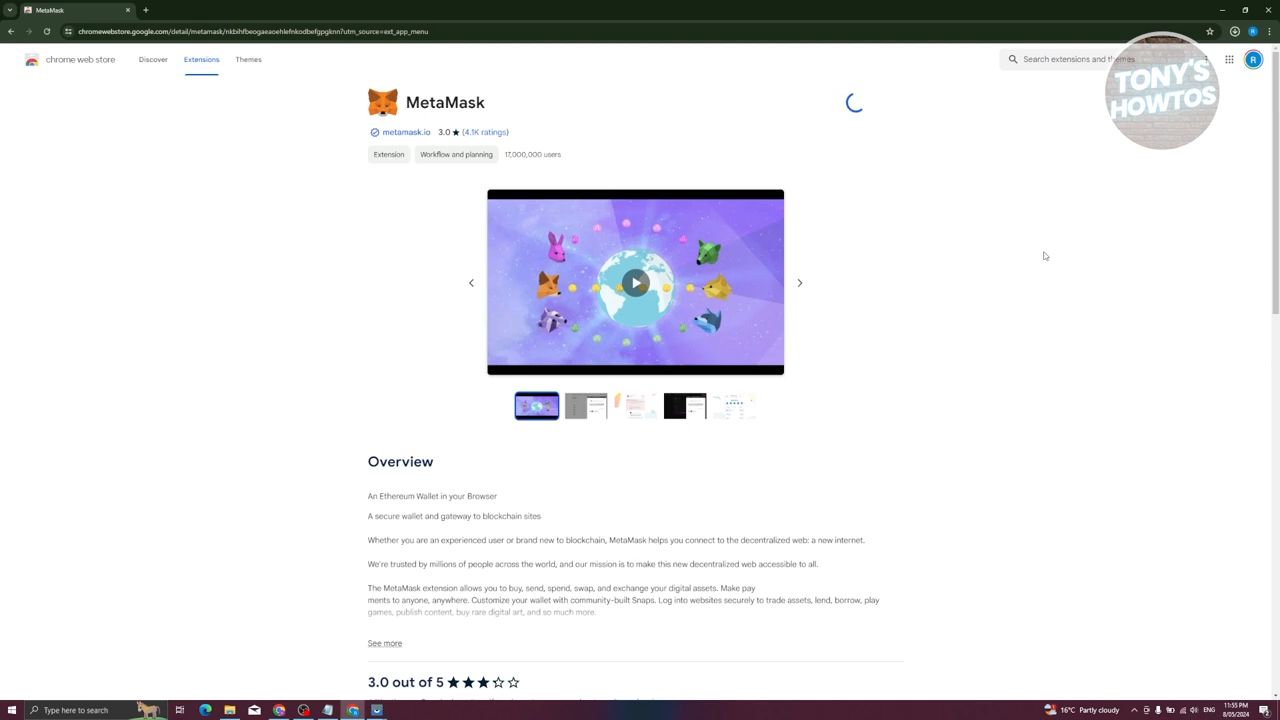 MetaMask
chromewebstore.google.com/detail/metamask/nkbihfbeogaeaoehlefnkodbefgpgknn?utm_source=ext_app_menu
chrome web store
Discover
Extensions
Themes
Search extensions and themes
TONY'S
HOWTOS
MetaMask
metamask.io 3.0 ★ (4.1K ratings)
Extension
Workflow and planning
17,000,000 users
Overview
An Ethereum Wallet in your Browser
A secure wallet and gateway to blockchain sites
Whether you are an experienced user or brand new to blockchain, MetaMask helps you connect to the decentralized web: a new internet.
We're trusted by millions of people across the world, and our mission is to make this new decentralized web accessible to all.
The MetaMask extension allows you to buy, send, spend, swap, and exchange your digital assets. Make pay
ments to anyone, anywhere. Customize your wallet with community-built Snaps. Log into websites securely to trade assets, lend, borrow, play
games, publish content, buy rare digital art, and so much more.
See more
3.0 out of 5
Type here to search
16°C Partly cloudy
ENG
11:55 PM
8/05/2024